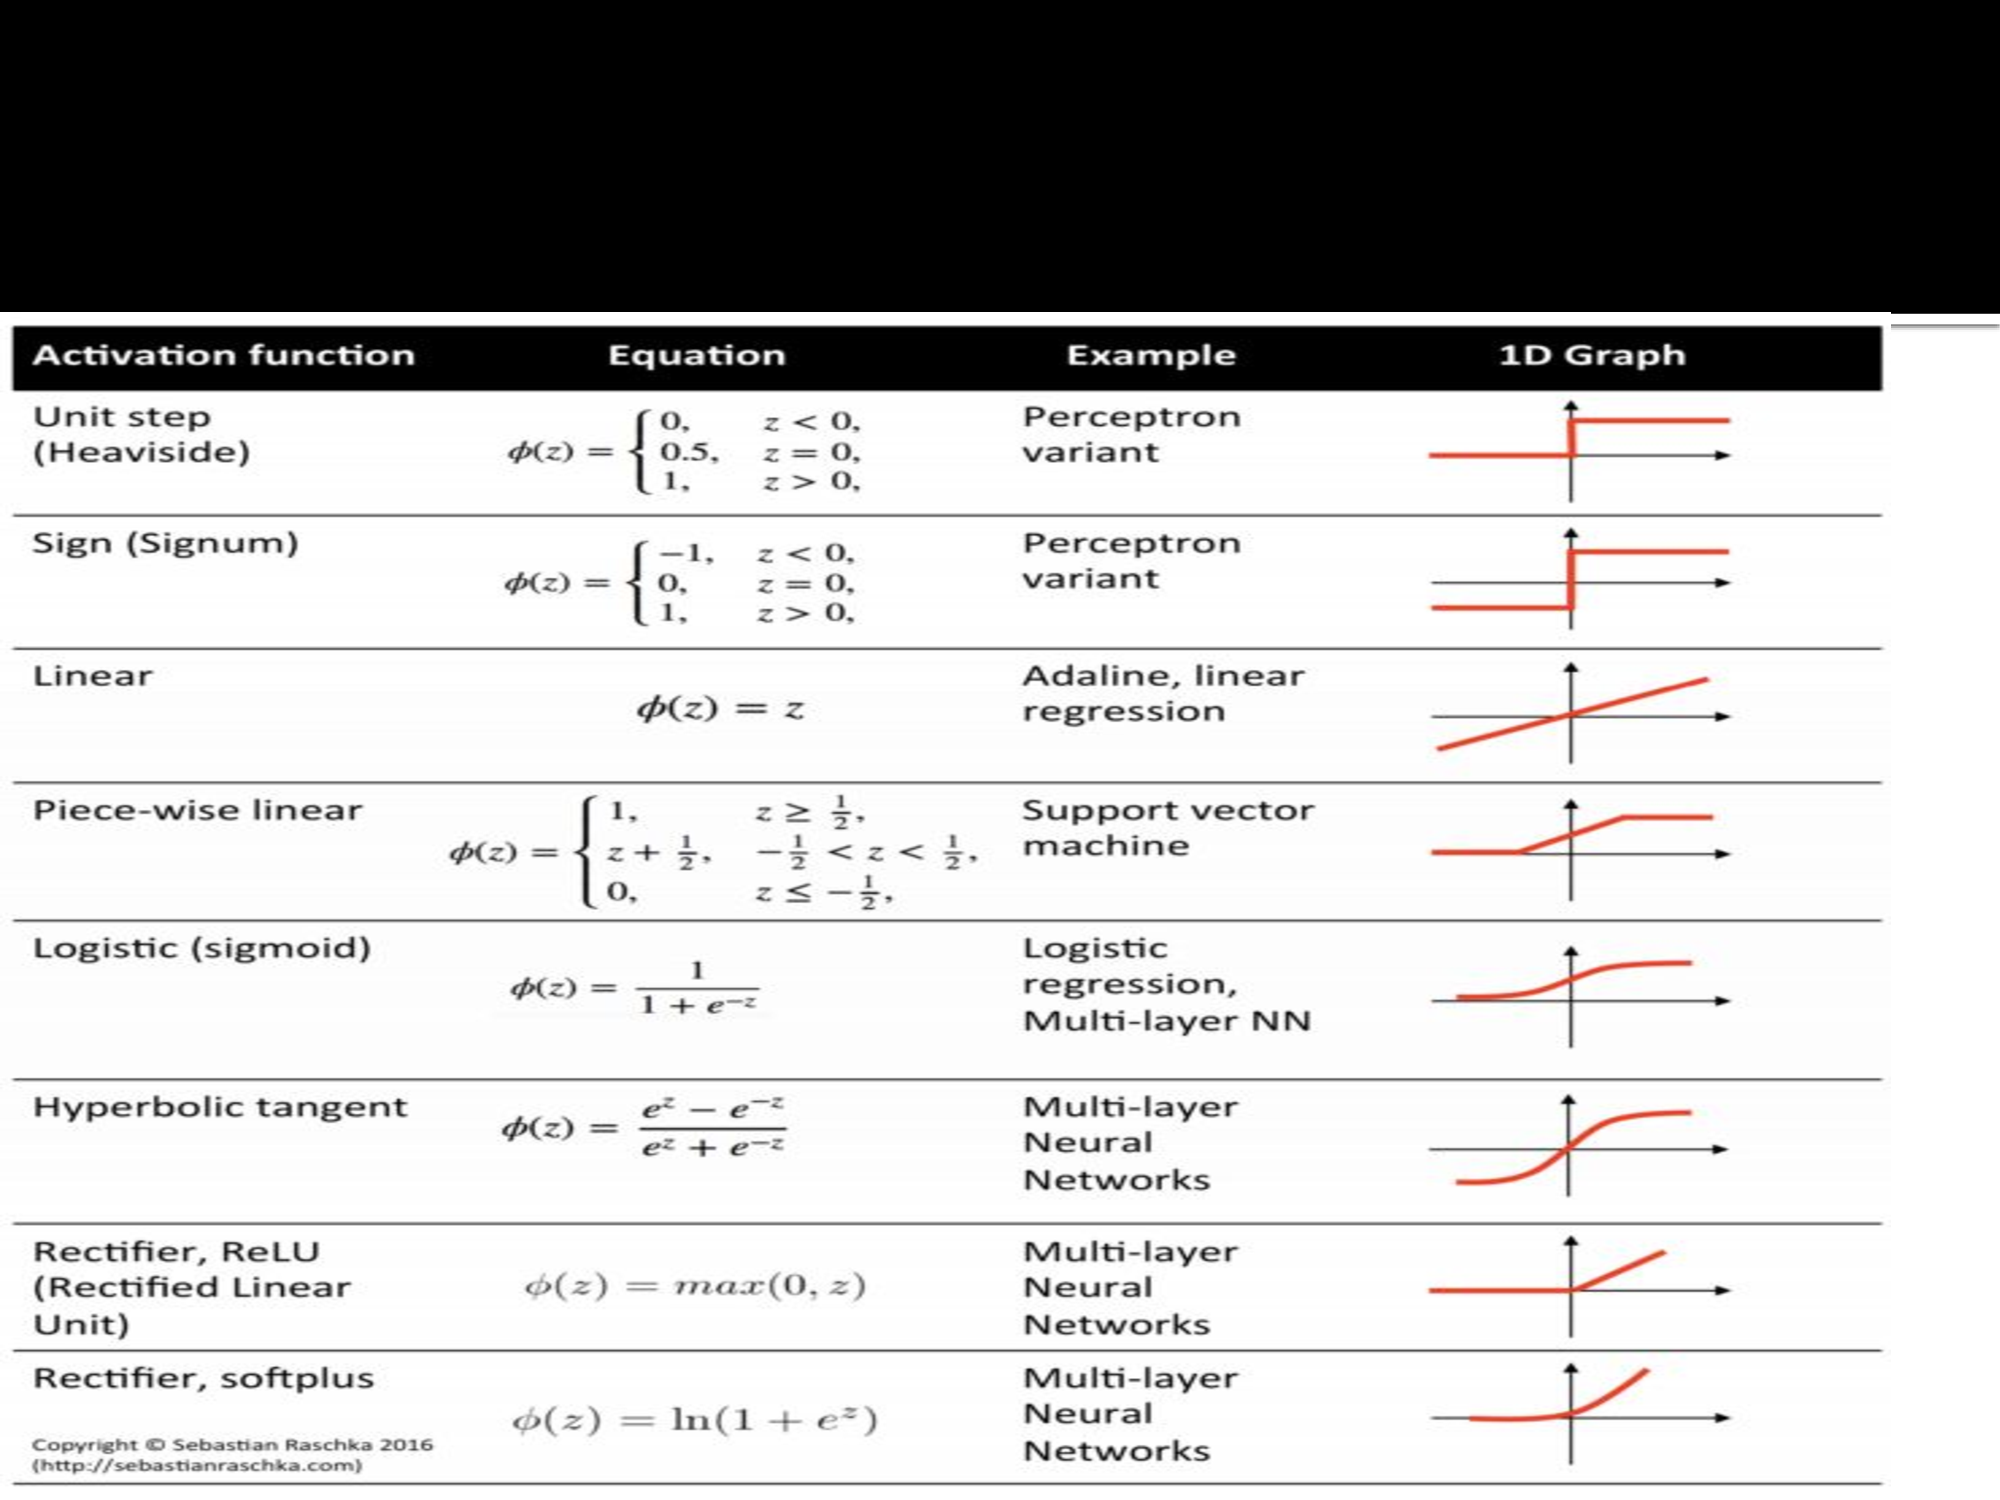 Activation function Equation Example 1D Graph
Unit step
(Heaviside)
ϕ(z) = { 0, z < 0,
0.5, z = 0,
1, z > 0,
Perceptron
variant
Sign (Signum)
ϕ(z) = { −1, z < 0,
0, z = 0,
1, z > 0,
Perceptron
variant
Linear
ϕ(z) = z
Adaline, linear
regression
Piece-wise linear
ϕ(z) = { 1, z ≥ 1/2,
z + 1/2, −1/2 < z < 1/2,
0, z ≤ −1/2,
Support vector
machine
Logistic (sigmoid)
ϕ(z) = 1 / (1 + e^−z)
Logistic
regression,
Multi-layer NN
Hyperbolic tangent
ϕ(z) = (e^z − e^−z) / (e^z + e^−z)
Multi-layer
Neural
Networks
Rectifier, ReLU
(Rectified Linear
Unit)
ϕ(z) = max(0, z)
Multi-layer
Neural
Networks
Rectifier, softplus
ϕ(z) = ln(1 + e^z)
Multi-layer
Neural
Networks
Copyright © Sebastian Raschka 2016
(http://sebastianraschka.com)